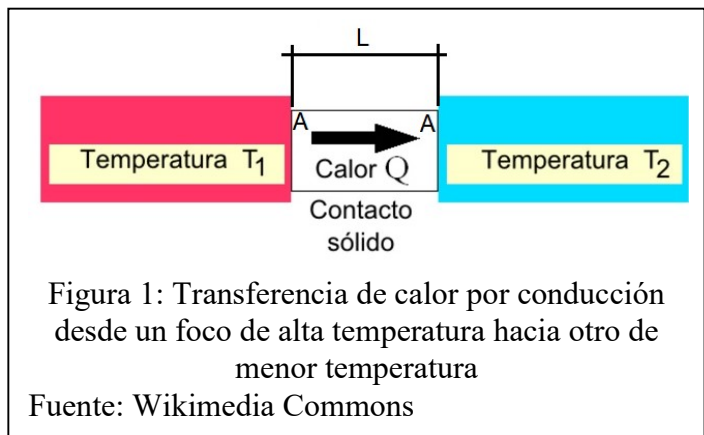 L
A A
Temperatura T₁
Calor Q
Temperatura T₂
Contacto
sólido
Figura 1: Transferencia de calor por conducción
desde un foco de alta temperatura hacia otro de
menor temperatura
Fuente: Wikimedia Commons